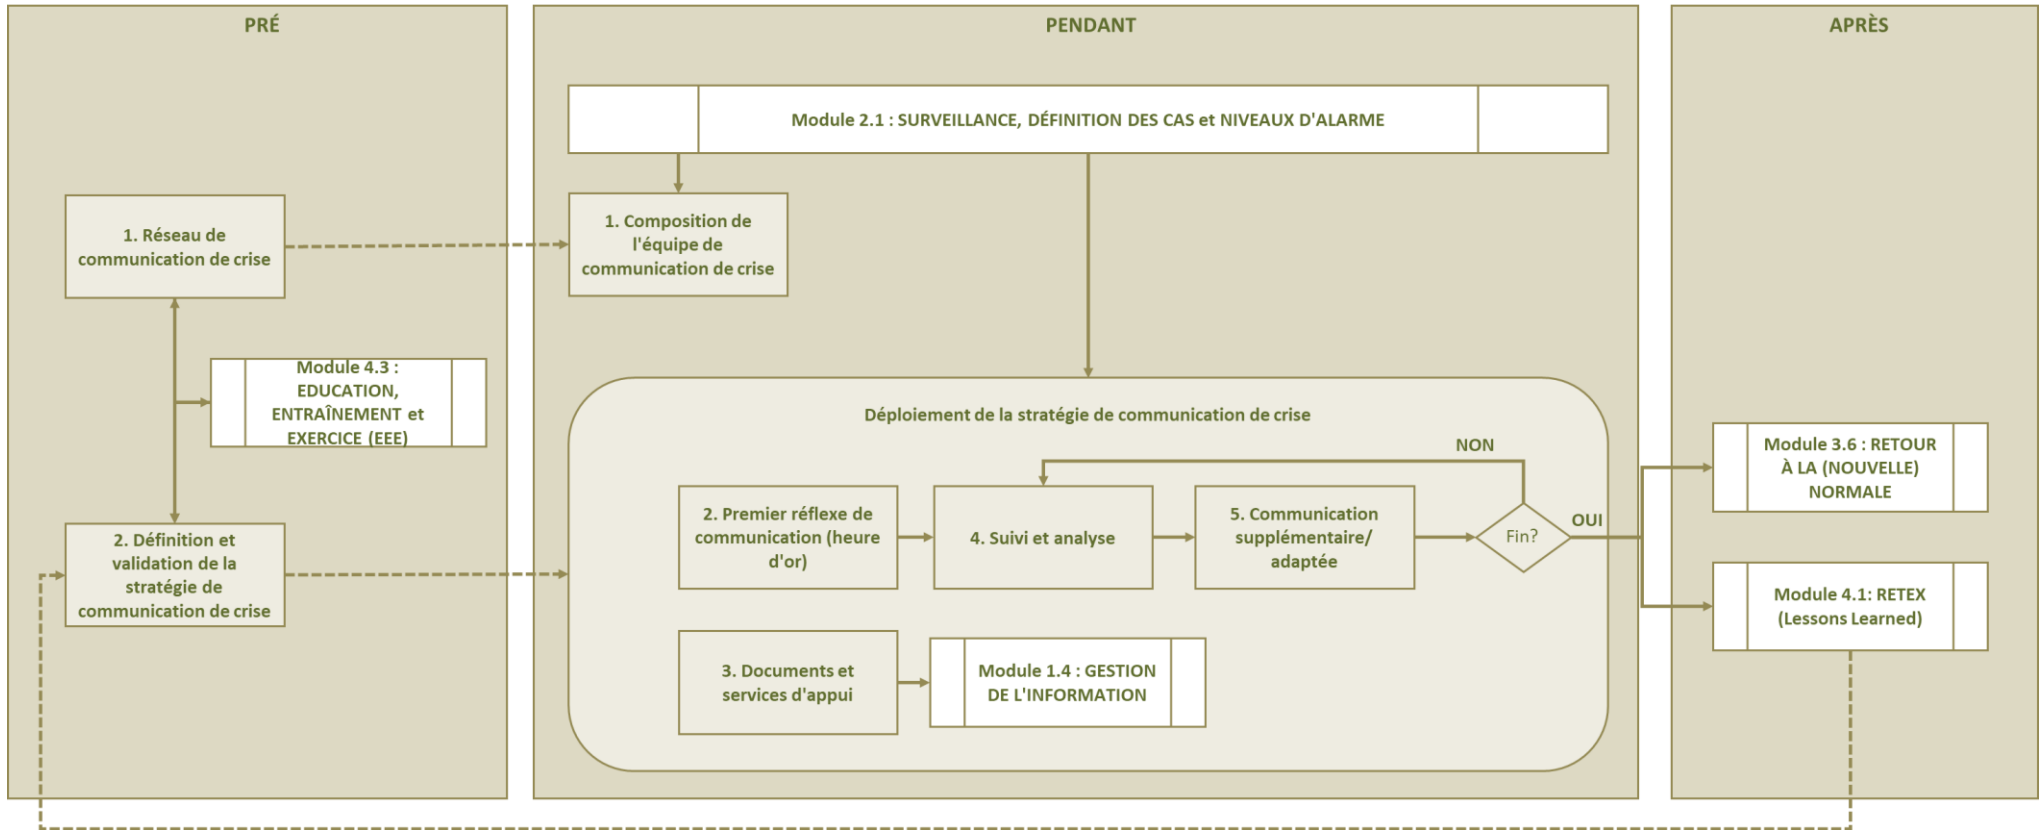 PRÉ
1. Réseau de
communication de crise
Module 4.3 :
EDUCATION,
ENTRAÎNEMENT et
EXERCICE (EEE)
2. Définition et
validation de la
stratégie de
communication de crise
PENDANT
Module 2.1 : SURVEILLANCE, DÉFINITION DES CAS et NIVEAUX D'ALARME
1. Composition de
l'équipe de
communication de crise
Déploiement de la stratégie de communication de crise
NON
2. Premier réflexe de
communication (heure
d'or)
4. Suivi et analyse
5. Communication
supplémentaire/
adaptée
Fin?
OUI
3. Documents et
services d'appui
Module 1.4 : GESTION
DE L'INFORMATION
APRÈS
Module 3.6 : RETOUR
À LA (NOUVELLE)
NORMALE
Module 4.1: RETEX
(Lessons Learned)